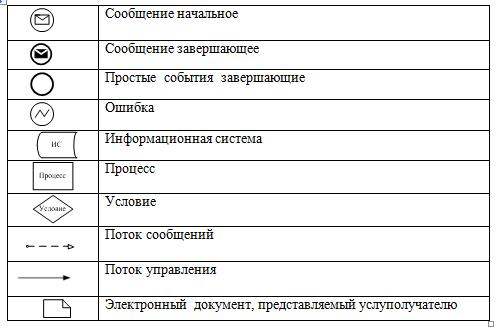 Сообщение начальное
Сообщение завершающее
Простые события завершающие
Ошибка
ИС Информационная система
Процесс Процесс
Условие Условие
Поток сообщений
Поток управления
Электронный документ, представляемый услуполучателю